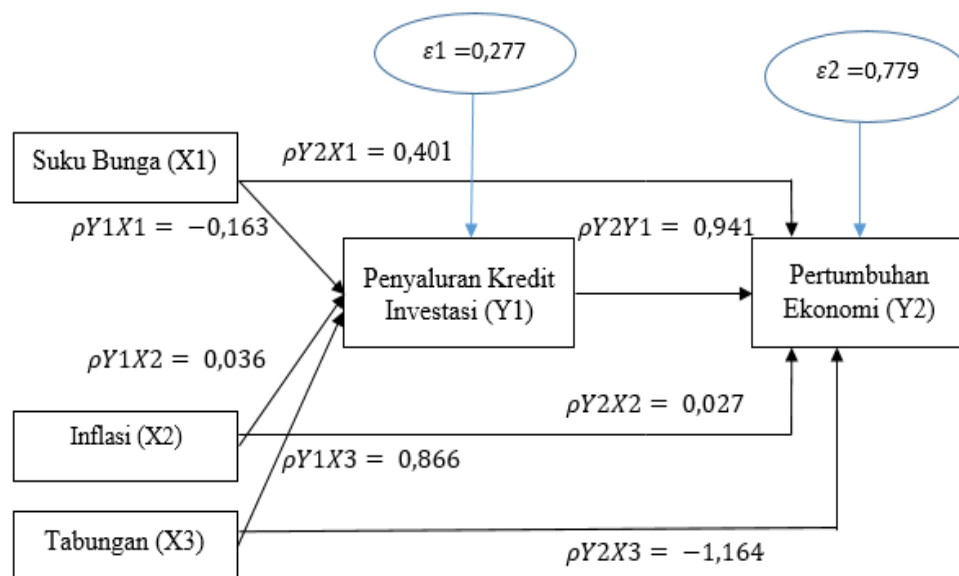 ε1 =0,277
ε2 =0,779
Suku Bunga (X1)
ρY2X1 = 0,401
ρY1X1 = −0,163
ρY2Y1 = 0,941
Penyaluran Kredit
Investasi (Y1)
Pertumbuhan
Ekonomi (Y2)
ρY1X2 = 0,036
ρY2X2 = 0,027
Inflasi (X2)
ρY1X3 = 0,866
Tabungan (X3)
ρY2X3 = −1,164